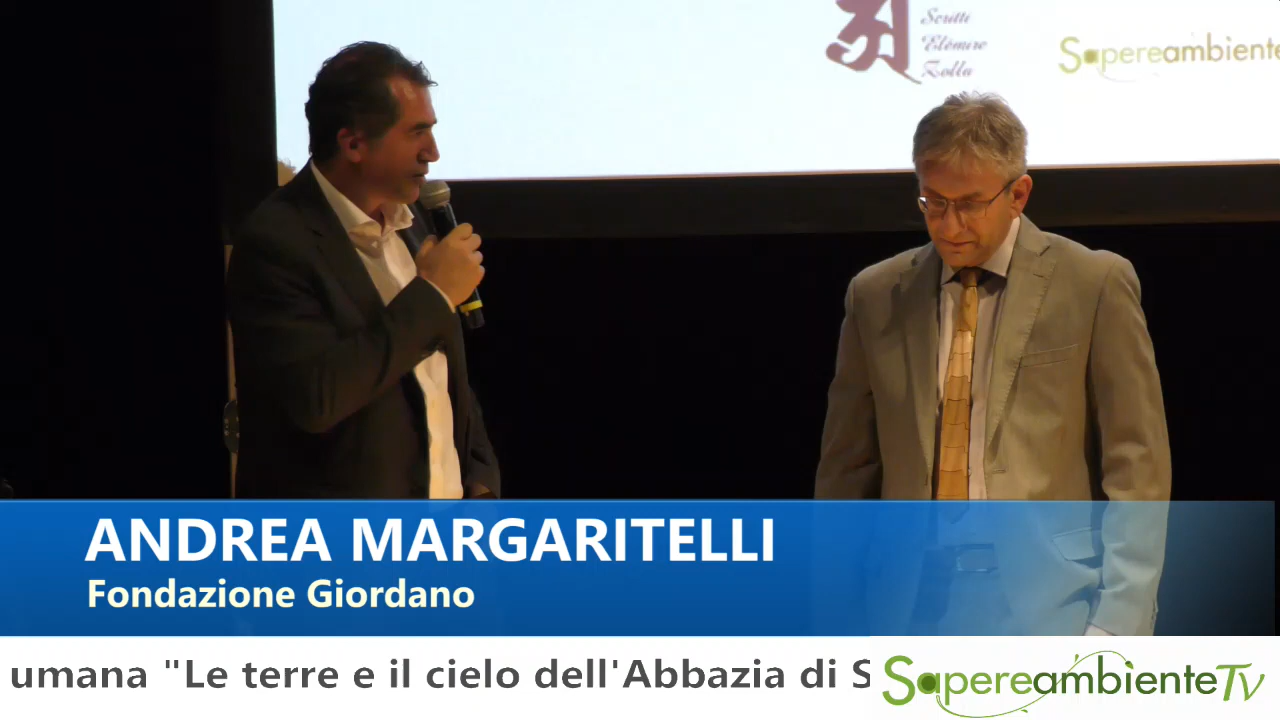 Scritti
Elémire
Zolla
Sapereambiente
ANDREA MARGARITELLI
Fondazione Giordano
umana "Le terre e il cielo dell'Abbazia di S
SapereambienteTv